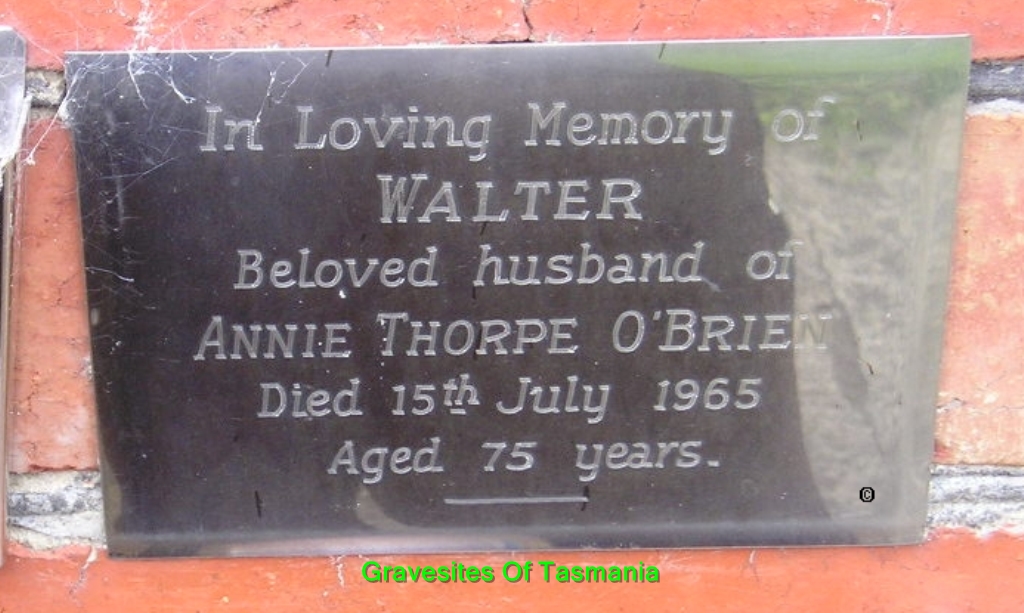 In Loving Memory of
WALTER
Beloved husband of
ANNIE THORPE O'BRIEN
Died 15th July 1965
Aged 75 years.
©
Gravesites Of Tasmania